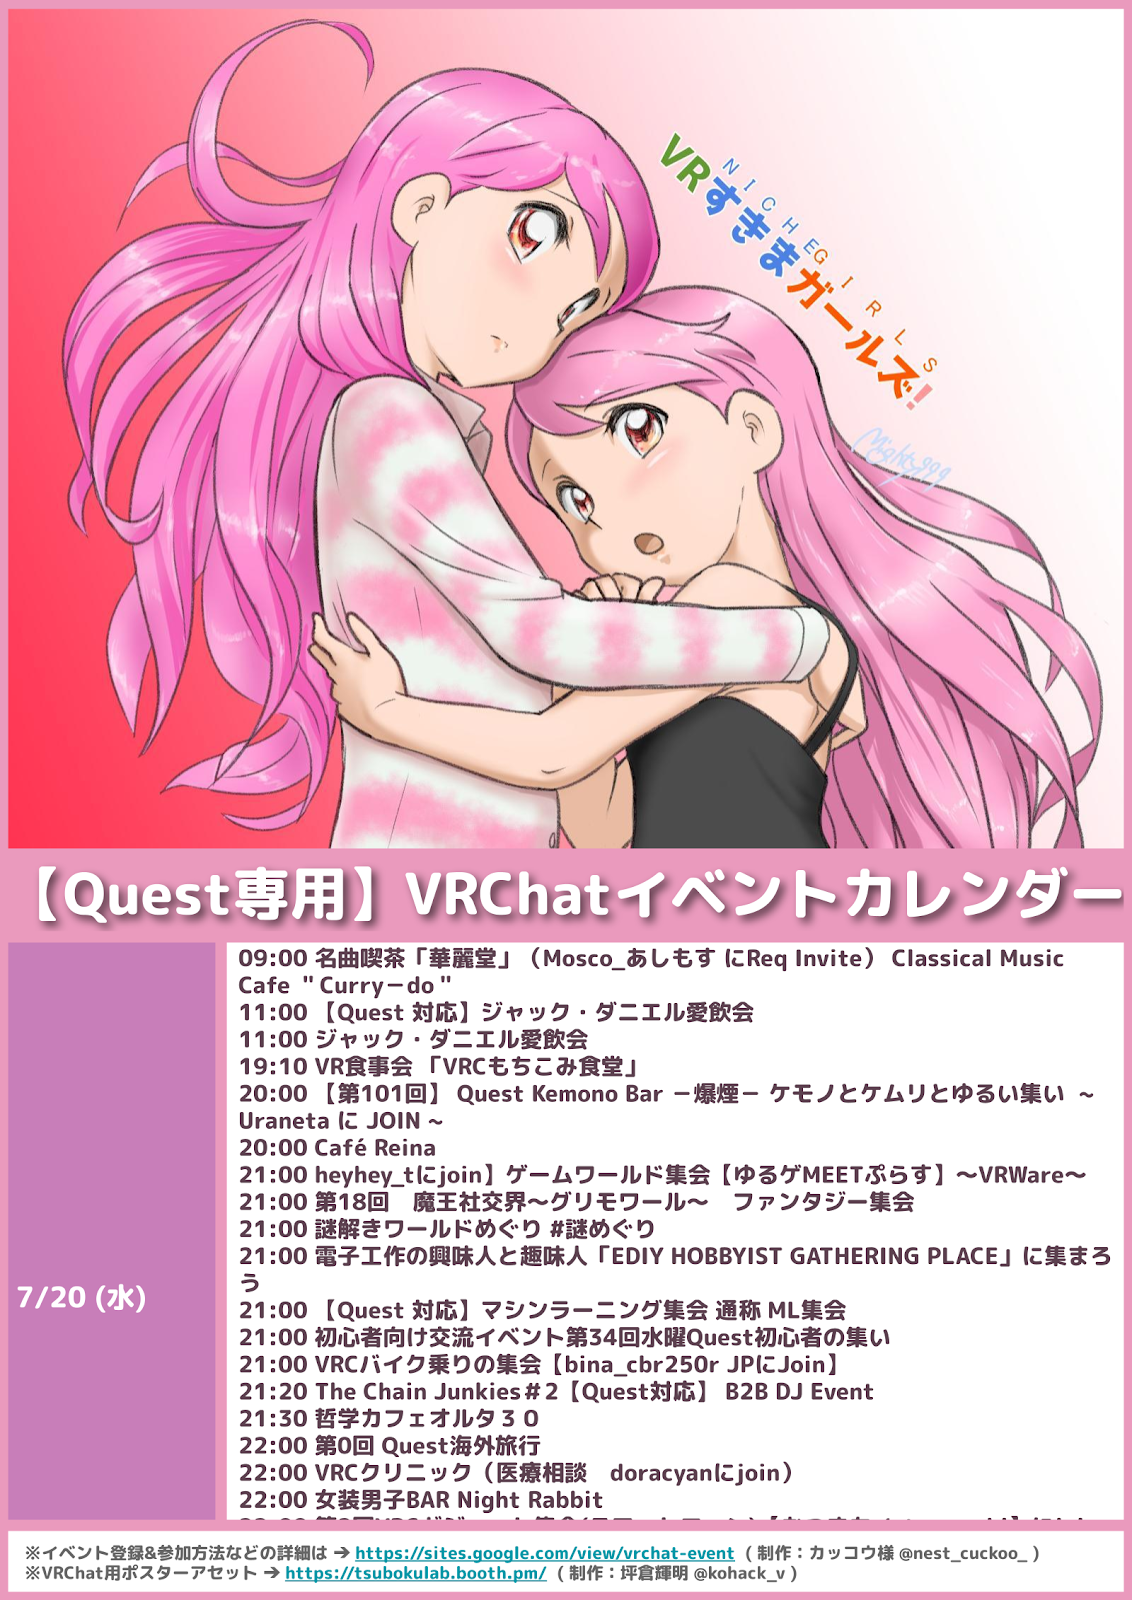 VRすきまガールズ!
NICHE GIRLS
Mighty999
【Quest専用】VRChatイベントカレンダー
7/20 (水)
09:00 名曲喫茶「華麗堂」（Mosco_あしもす にReq Invite） Classical Music
Cafe ＂Curry－do＂
11:00 【Quest 対応】ジャック・ダニエル愛飲会
11:00 ジャック・ダニエル愛飲会
19:10 VR食事会 「VRCもちこみ食堂」
20:00 【第101回】 Quest Kemono Bar －爆煙－ ケモノとケムリとゆるい集い ~
Uraneta に JOIN ~
20:00 Café Reina
21:00 heyhey_tにjoin】ゲームワールド集会【ゆるゲMEETぷらす】～VRWare～
21:00 第18回　魔王社交界～グリモワール～　ファンタジー集会
21:00 謎解きワールドめぐり #謎めぐり
21:00 電子工作の興味人と趣味人「EDIY HOBBYIST GATHERING PLACE」に集まろ
う
21:00 【Quest 対応】マシンラーニング集会 通称 ML集会
21:00 初心者向け交流イベント第34回水曜Quest初心者の集い
21:00 VRCバイク乗りの集会【bina_cbr250r JPにJoin】
21:20 The Chain Junkies＃2【Quest対応】 B2B DJ Event
21:30 哲学カフェオルタ３０
22:00 第0回 Quest海外旅行
22:00 VRCクリニック（医療相談　doracyanにjoin）
22:00 女装男子BAR Night Rabbit
※イベント登録&参加方法などの詳細は ➔ https://sites.google.com/view/vrchat-event （ 制作：カッコウ様 @nest_cuckoo_ ）
※VRChat用ポスターアセット ➔ https://tsubokulab.booth.pm/ （ 制作：坪倉輝明 @kohack_v ）